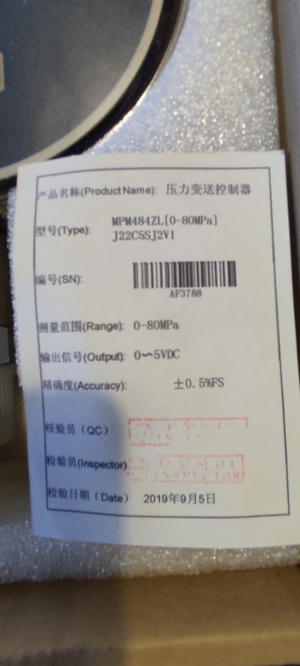 产品名称(Product Name): 压力变送控制器
型号(Type): MPM484ZL[0-80MPa]
J22C5SJ2V1
编号(SN):
AF3788
测量范围(Range): 0-80MPa
输出信号(Output): 0～5VDC
精确度(Accuracy): ±0.5%FS
核验员（QC）
检验员(Inspector)
检验日期（Date） 2019年9月5日